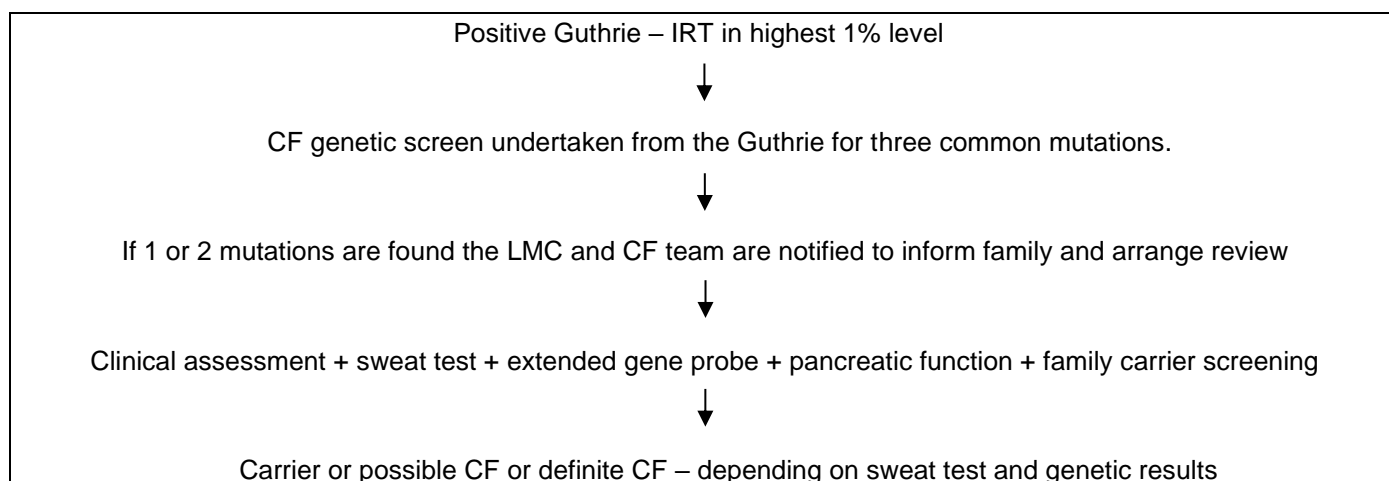 Positive Guthrie – IRT in highest 1% level
CF genetic screen undertaken from the Guthrie for three common mutations.
If 1 or 2 mutations are found the LMC and CF team are notified to inform family and arrange review
Clinical assessment + sweat test + extended gene probe + pancreatic function + family carrier screening
Carrier or possible CF or definite CF – depending on sweat test and genetic results